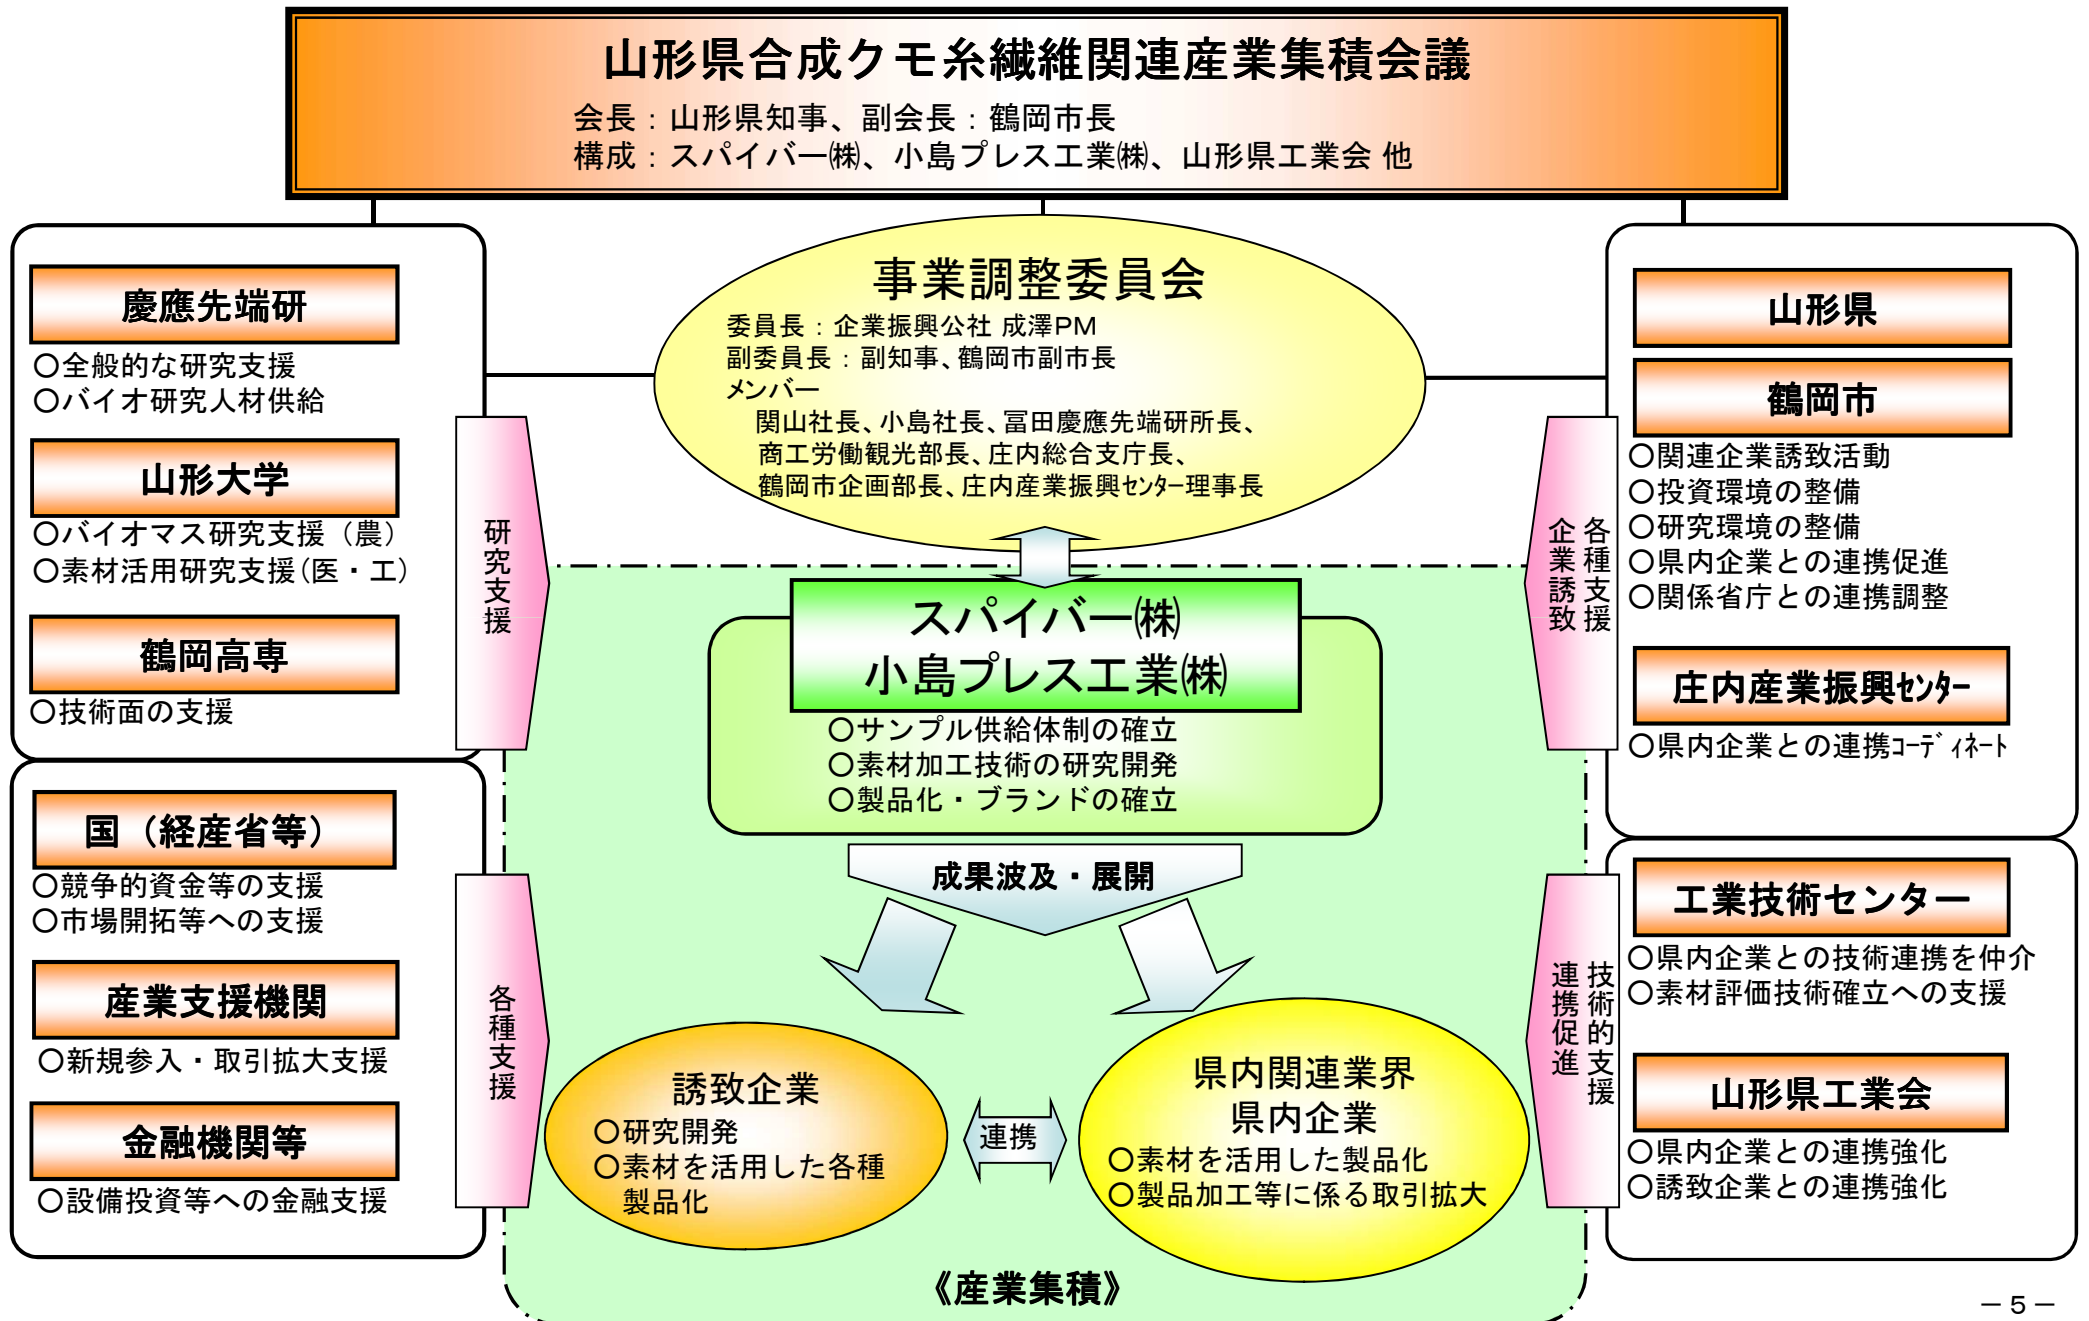 山形県合成クモ糸繊維関連産業集積会議
会長：山形県知事、副会長：鶴岡市長
構成：スパイバー㈱、小島プレス工業㈱、山形県工業会 他
慶應先端研
○全般的な研究支援
○バイオ研究人材供給
山形大学
○バイオマス研究支援（農）
○素材活用研究支援(医・工)
鶴岡高専
○技術面の支援
研究支援
国（経産省等）
○競争的資金等の支援
○市場開拓等への支援
産業支援機関
○新規参入・取引拡大支援
金融機関等
○設備投資等への金融支援
各種支援
事業調整委員会
委員長：企業振興公社 成澤PM
副委員長：副知事、鶴岡市副市長
メンバー
関山社長、小島社長、冨田慶應先端研所長、
商工労働観光部長、庄内総合支庁長、
鶴岡市企画部長、庄内産業振興ｾﾝﾀｰ理事長
スパイバー㈱
小島プレス工業㈱
○サンプル供給体制の確立
○素材加工技術の研究開発
○製品化・ブランドの確立
成果波及・展開
誘致企業
○研究開発
○素材を活用した各種
製品化
連携
県内関連業界
県内企業
○素材を活用した製品化
○製品加工等に係る取引拡大
《産業集積》
山形県
鶴岡市
○関連企業誘致活動
○投資環境の整備
○研究環境の整備
○県内企業との連携促進
○関係省庁との連携調整
庄内産業振興ｾﾝﾀｰ
○県内企業との連携ｺｰﾃﾞｨﾈｰﾄ
各種支援
企業誘致
工業技術センター
○県内企業との技術連携を仲介
○素材評価技術確立への支援
山形県工業会
○県内企業との連携強化
○誘致企業との連携強化
技術的支援
連携促進
－5－